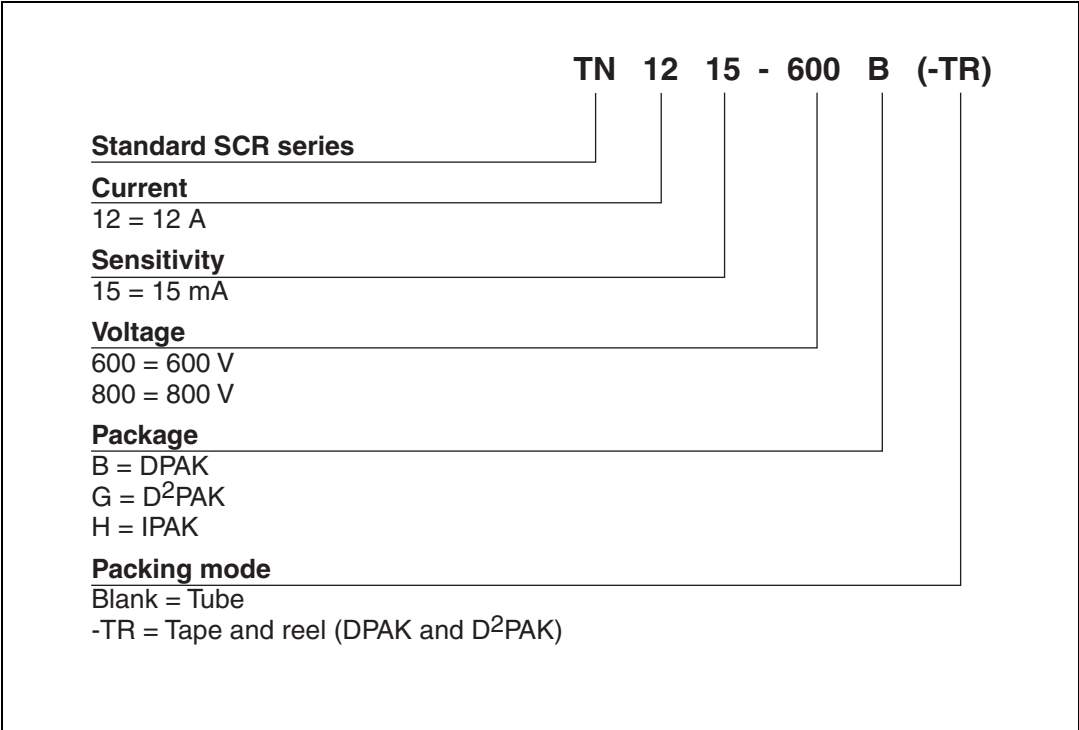 TN 12 15 - 600 B (-TR)
Standard SCR series
Current
12 = 12 A
Sensitivity
15 = 15 mA
Voltage
600 = 600 V
800 = 800 V
Package
B = DPAK
G = D²PAK
H = IPAK
Packing mode
Blank = Tube
-TR = Tape and reel (DPAK and D²PAK)